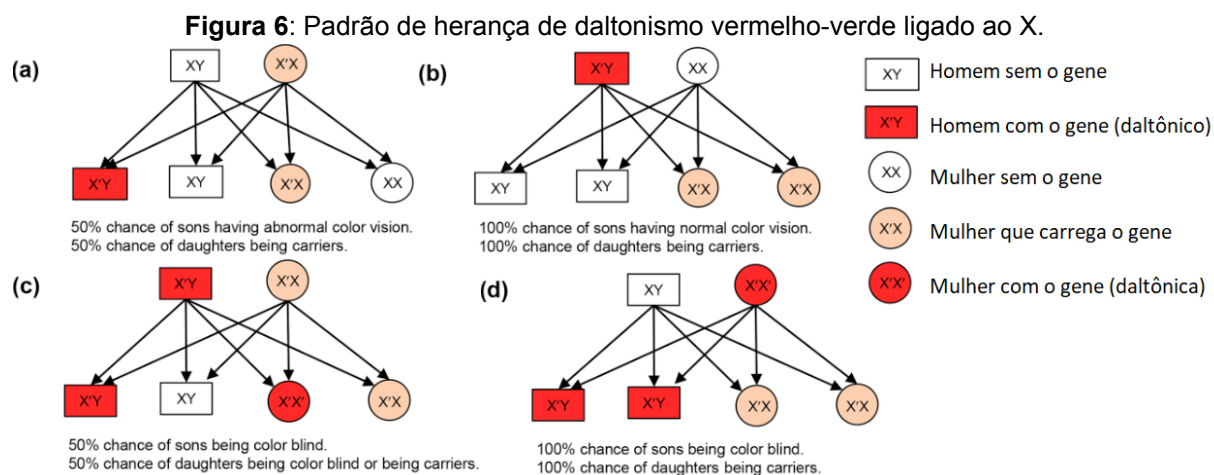 Figura 6: Padrão de herança de daltonismo vermelho-verde ligado ao X.
(a)
XY X'X
X'Y XY X'X XX
50% chance of sons having abnormal color vision.
50% chance of daughters being carriers.
(b)
X'Y XX
XY XY X'X X'X
100% chance of sons having normal color vision.
100% chance of daughters being carriers.
XY Homem sem o gene
X'Y Homem com o gene (daltônico)
XX Mulher sem o gene
X'X Mulher que carrega o gene
X'X' Mulher com o gene (daltônica)
(c)
X'Y X'X
X'Y XY X'X' X'X
50% chance of sons being color blind.
50% chance of daughters being color blind or being carriers.
(d)
XY X'X'
X'Y X'Y X'X X'X
100% chance of sons being color blind.
100% chance of daughters being carriers.